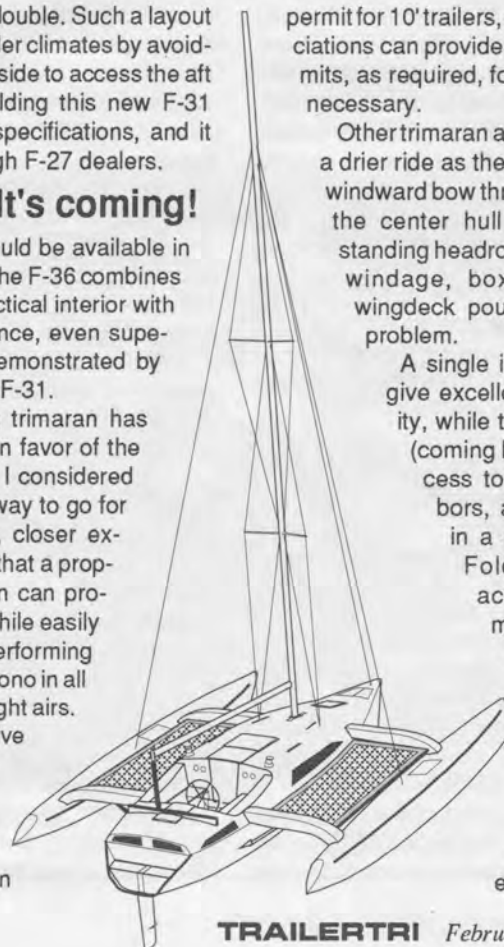 double. Such a layout
der climates by avoid-
side to access the aft
lding this new F-31
specifications, and it
gh F-27 dealers.
It's coming!
uld be available in
he F-36 combines
ctical interior with
nce, even supe-
emonstrated by
F-31.
trimaran has
n favor of the
I considered
way to go for
closer ex-
that a prop-
n can pro-
hile easily
erforming
ono in all
ght airs.
ve
n
permit for 10' trailers,
ciations can provide
mits, as required, fo
necessary.
Other trimaran a
a drier ride as the
windward bow thr
the center hull
standing headro
windage, box
wingdeck pou
problem.
A single i
give excelle
ity, while t
(coming b
cess to
bors, a
in a
Fold
ac
m
e
TRAILERTRI Februa